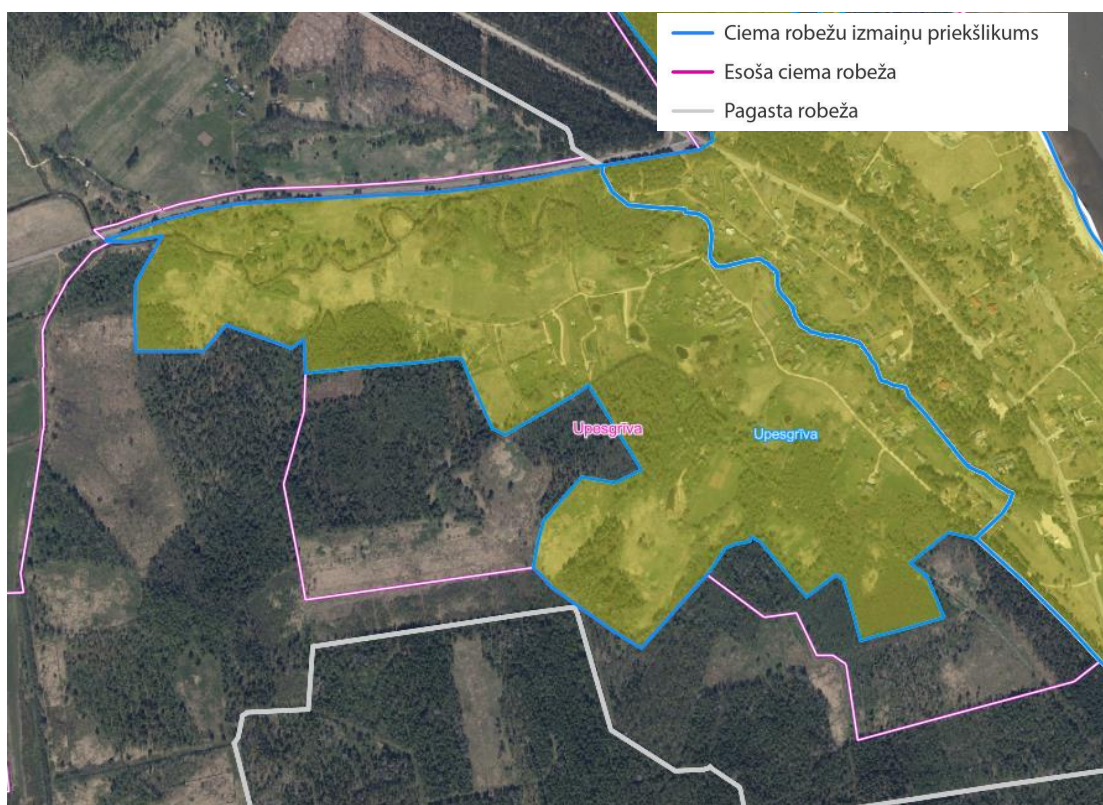 Ciema robežu izmaiņu priekšlikums
Esoša ciema robeža
Pagasta robeža
Upesgrīva
Upesgrīva